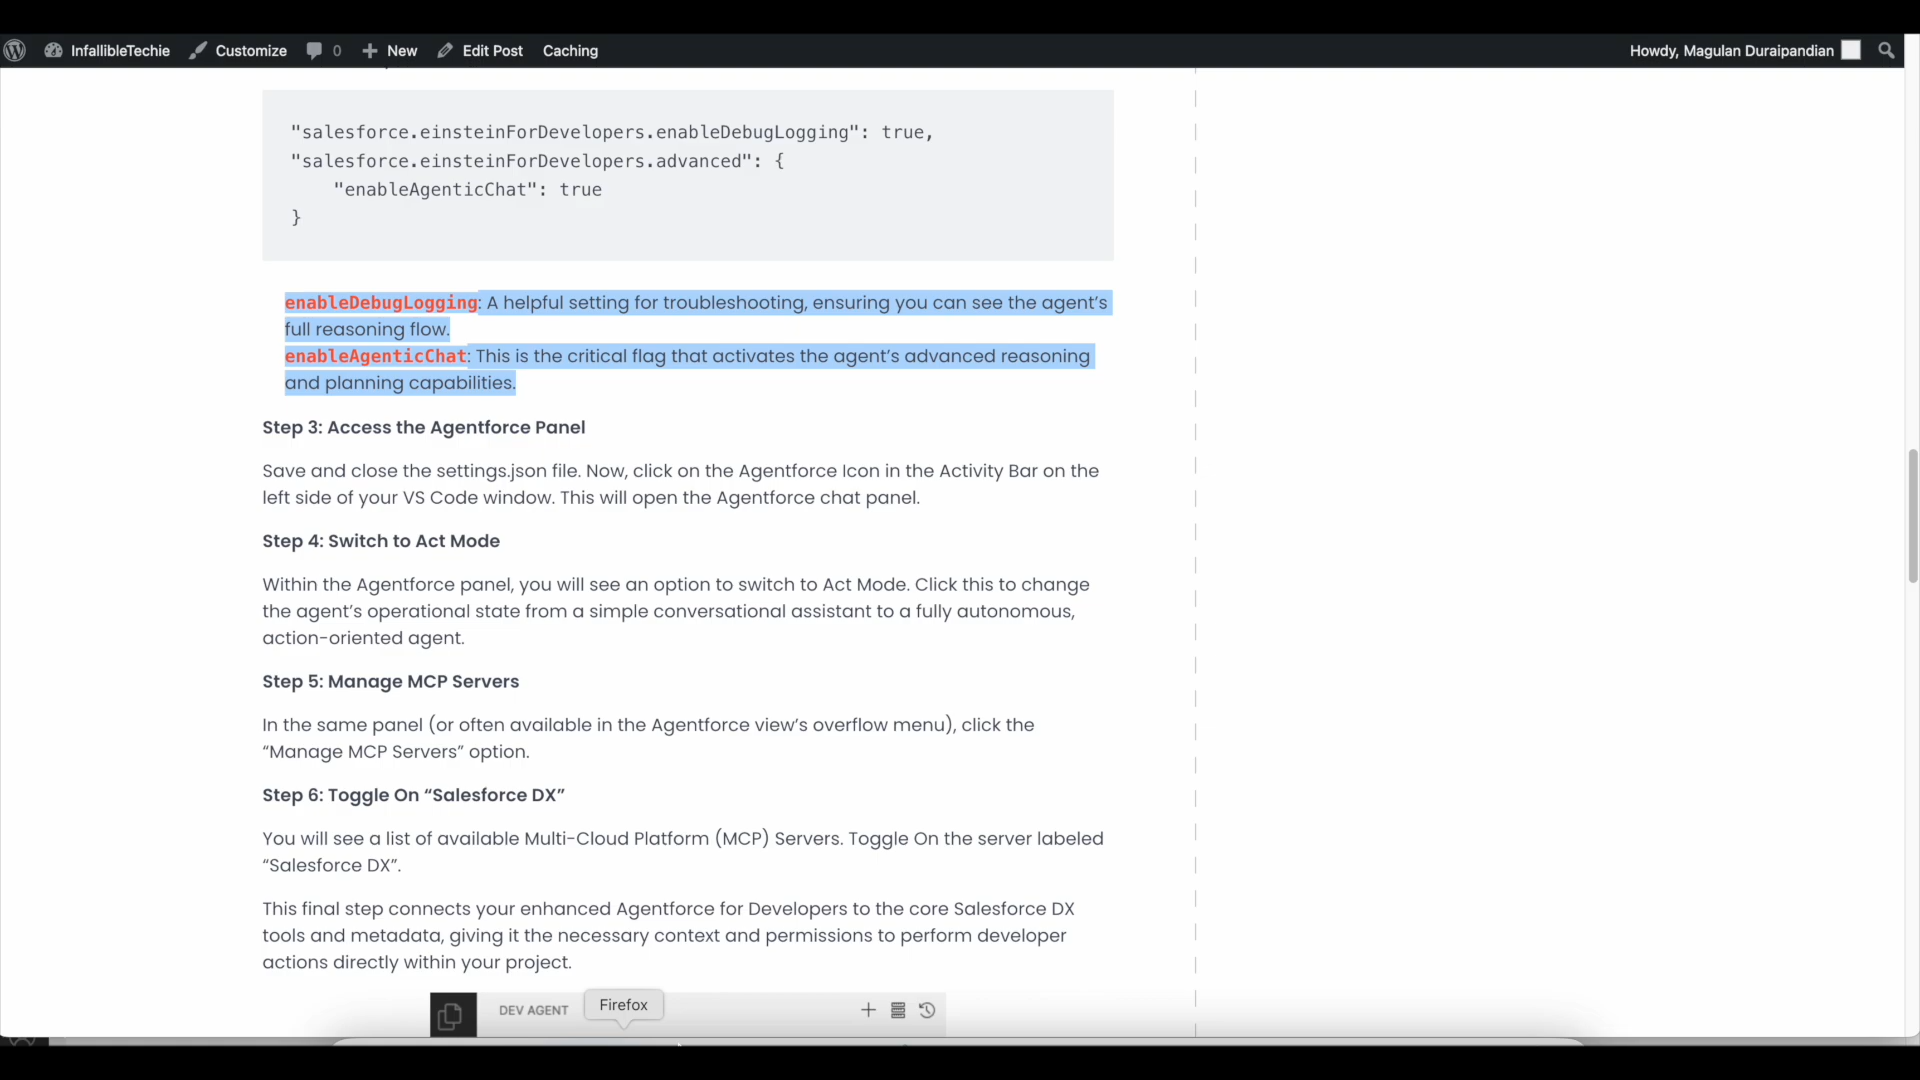 InfallibleTechie Customize 0 New Edit Post Caching Howdy, Magulan Duraipandian
"salesforce.einsteinForDevelopers.enableDebugLogging": true,
"salesforce.einsteinForDevelopers.advanced": {
"enableAgenticChat": true
}
enableDebugLogging: A helpful setting for troubleshooting, ensuring you can see the agent’s
full reasoning flow.
enableAgenticChat: This is the critical flag that activates the agent’s advanced reasoning
and planning capabilities.
Step 3: Access the Agentforce Panel
Save and close the settings.json file. Now, click on the Agentforce Icon in the Activity Bar on the
left side of your VS Code window. This will open the Agentforce chat panel.
Step 4: Switch to Act Mode
Within the Agentforce panel, you will see an option to switch to Act Mode. Click this to change
the agent’s operational state from a simple conversational assistant to a fully autonomous,
action-oriented agent.
Step 5: Manage MCP Servers
In the same panel (or often available in the Agentforce view’s overflow menu), click the
“Manage MCP Servers” option.
Step 6: Toggle On “Salesforce DX”
You will see a list of available Multi-Cloud Platform (MCP) Servers. Toggle On the server labeled
“Salesforce DX”.
This final step connects your enhanced Agentforce for Developers to the core Salesforce DX
tools and metadata, giving it the necessary context and permissions to perform developer
actions directly within your project.
DEV AGENT Firefox